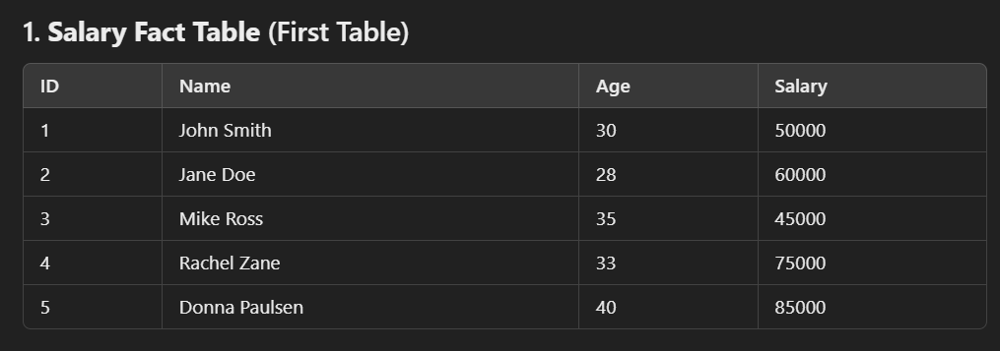 1. Salary Fact Table (First Table)
ID Name Age Salary
1 John Smith 30 50000
2 Jane Doe 28 60000
3 Mike Ross 35 45000
4 Rachel Zane 33 75000
5 Donna Paulsen 40 85000